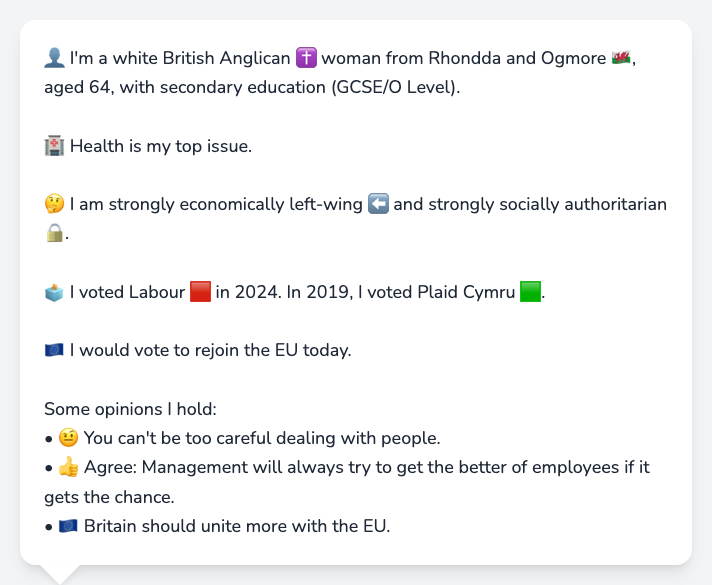 👤 I'm a white British Anglican ✝️ woman from Rhondda and Ogmore 🏴󠁧󠁢󠁷󠁬󠁳󠁿,
aged 64, with secondary education (GCSE/O Level).
🏥 Health is my top issue.
🤔 I am strongly economically left-wing ⬅️ and strongly socially authoritarian
🔒.
🗳️ I voted Labour 🟥 in 2024. In 2019, I voted Plaid Cymru 🟩.
🇪🇺 I would vote to rejoin the EU today.
Some opinions I hold:
• 🤨 You can't be too careful dealing with people.
• 👍 Agree: Management will always try to get the better of employees if it
gets the chance.
• 🇪🇺 Britain should unite more with the EU.